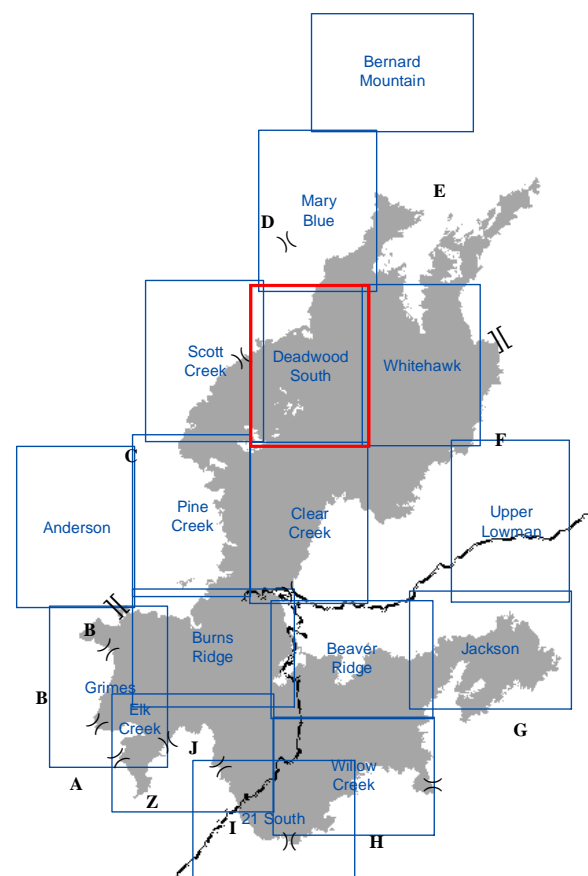 Bernard
Mountain
E
Mary
Blue
D
Scott
Creek
Deadwood
South
Whitehawk
][
F
C
Pine
Creek
Clear
Creek
Upper
Lowman
Anderson
][
B
Burns
Ridge
Beaver
Ridge
Jackson
B
Grimes
Elk
Creek
G
J
A
Z
Willow
Creek
I
21 South
H